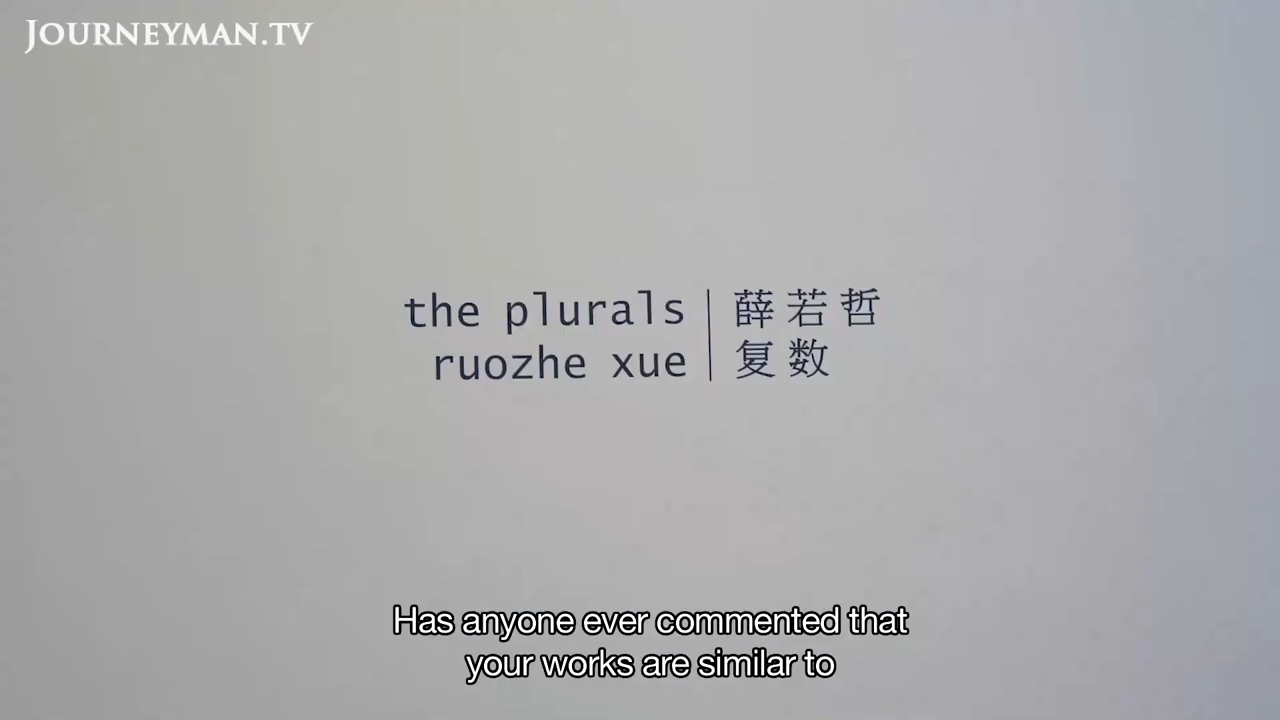 JOURNEYMAN.TV
the plurals
ruozhe xue
薛若哲
复数
Has anyone ever commented that
your works are similar to